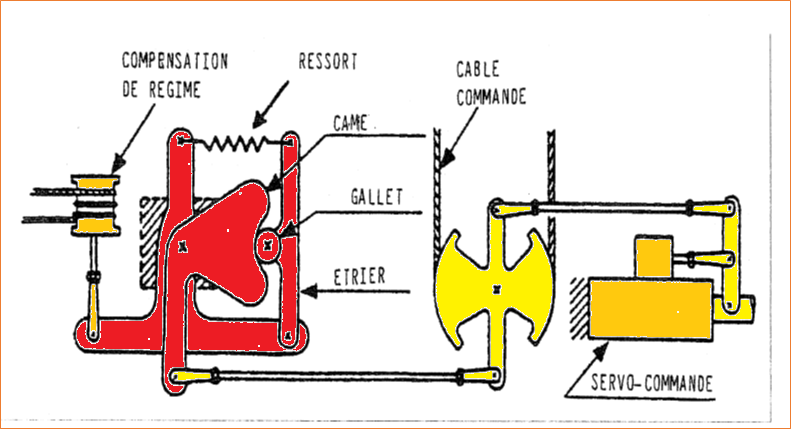 COMPENSATION
DE REGIME
RESSORT
CABLE
COMMANDE
CAME
GALLET
ETRIER
SERVO-COMMANDE